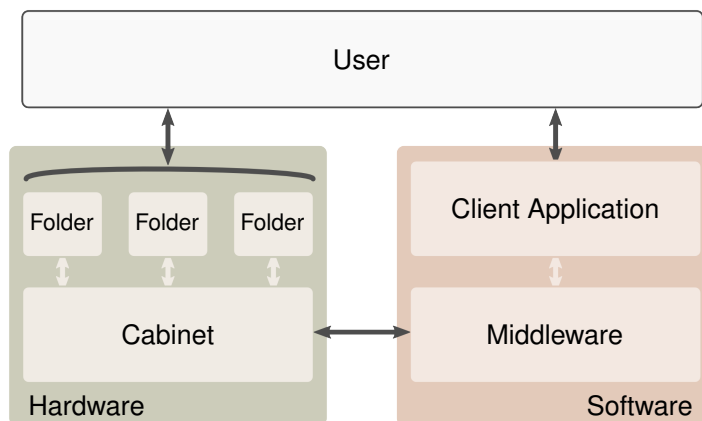 User
Folder Folder Folder
Client Application
Cabinet
Middleware
Hardware
Software